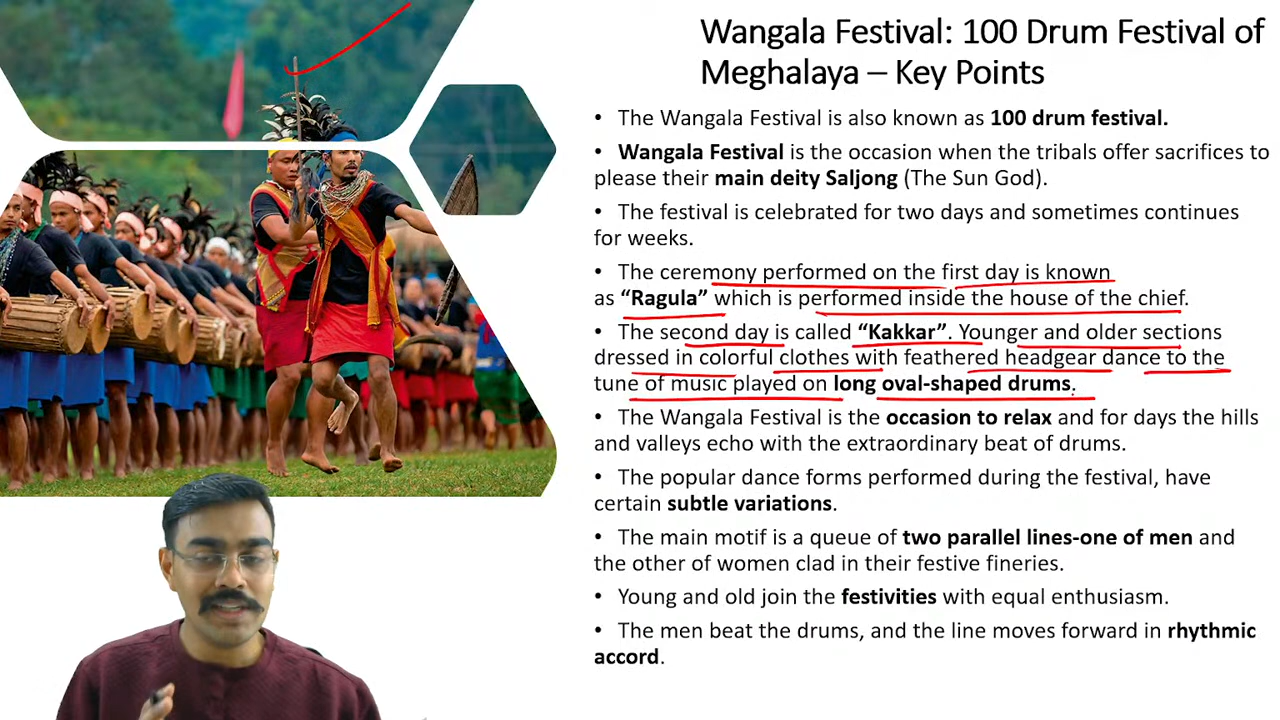 Wangala Festival: 100 Drum Festival of
Meghalaya – Key Points
• The Wangala Festival is also known as 100 drum festival.
• Wangala Festival is the occasion when the tribals offer sacrifices to
please their main deity Saljong (The Sun God).
• The festival is celebrated for two days and sometimes continues
for weeks.
• The ceremony performed on the first day is known
as “Ragula” which is performed inside the house of the chief.
• The second day is called “Kakkar”. Younger and older sections
dressed in colorful clothes with feathered headgear dance to the
tune of music played on long oval-shaped drums.
• The Wangala Festival is the occasion to relax and for days the hills
and valleys echo with the extraordinary beat of drums.
• The popular dance forms performed during the festival, have
certain subtle variations.
• The main motif is a queue of two parallel lines-one of men and
the other of women clad in their festive fineries.
• Young and old join the festivities with equal enthusiasm.
• The men beat the drums, and the line moves forward in rhythmic
accord.